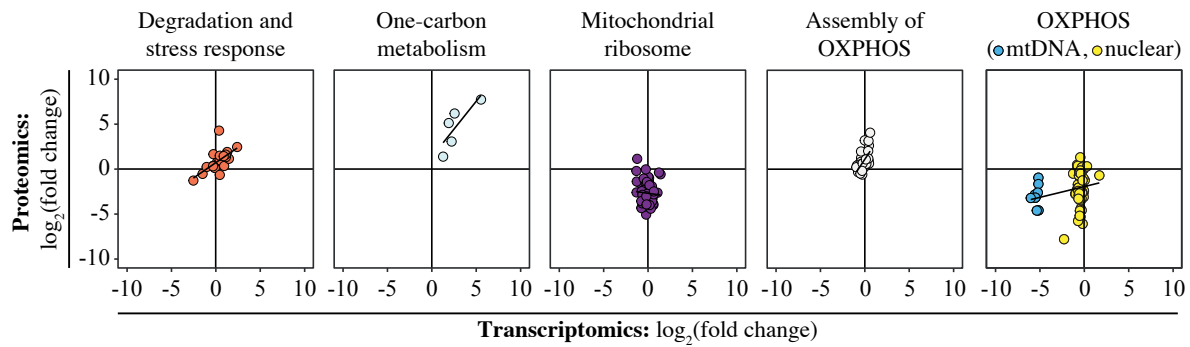 Degradation and
stress response
One-carbon
metabolism
Mitochondrial
ribosome
Assembly of
OXPHOS
OXPHOS
(mtDNA, nuclear)
Proteomics:
log2(fold change)
10
5
0
-5
-10
-10 -5 0 5 10
-10 -5 0 5 10
-10 -5 0 5 10
-10 -5 0 5 10
-10 -5 0 5 10
Transcriptomics: log2(fold change)